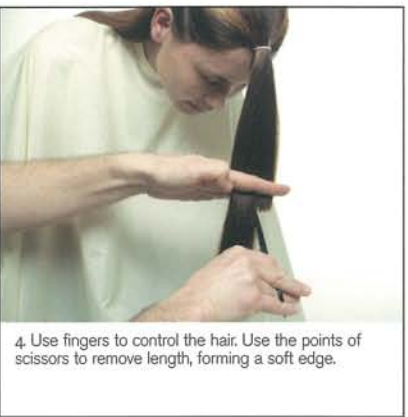 4. Use fingers to control the hair. Use the points of
scissors to remove length, forming a soft edge.